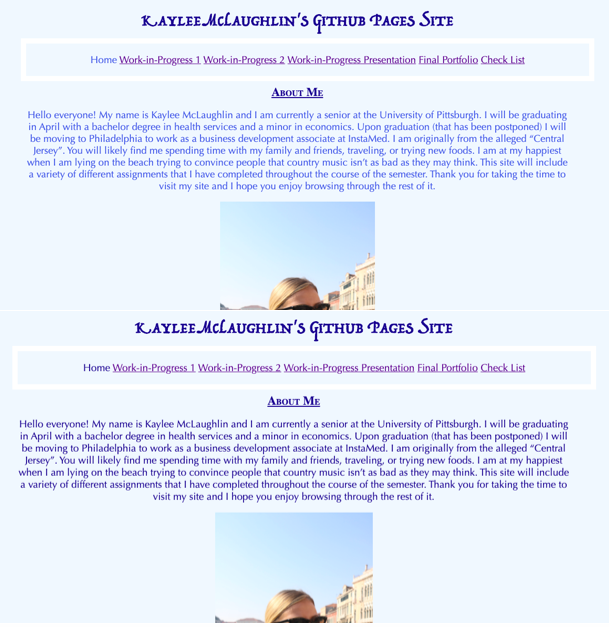 KayleeMcLaughlin's Github Pages Site
Home Work-in-Progress 1 Work-in-Progress 2 Work-in-Progress Presentation Final Portfolio Check List
About Me
Hello everyone! My name is Kaylee McLaughlin and I am currently a senior at the University of Pittsburgh. I will be graduating
in April with a bachelor degree in health services and a minor in economics. Upon graduation (that has been postponed) I will
be moving to Philadelphia to work as a business development associate at InstaMed. I am originally from the alleged “Central
Jersey”. You will likely find me spending time with my family and friends, traveling, or trying new foods. I am at my happiest
when I am lying on the beach trying to convince people that country music isn’t as bad as they may think. This site will include
a variety of different assignments that I have completed throughout the course of the semester. Thank you for taking the time to
visit my site and I hope you enjoy browsing through the rest of it.
KayleeMcLaughlin's Github Pages Site
Home Work-in-Progress 1 Work-in-Progress 2 Work-in-Progress Presentation Final Portfolio Check List
About Me
Hello everyone! My name is Kaylee McLaughlin and I am currently a senior at the University of Pittsburgh. I will be graduating
in April with a bachelor degree in health services and a minor in economics. Upon graduation (that has been postponed) I will
be moving to Philadelphia to work as a business development associate at InstaMed. I am originally from the alleged “Central
Jersey”. You will likely find me spending time with my family and friends, traveling, or trying new foods. I am at my happiest
when I am lying on the beach trying to convince people that country music isn’t as bad as they may think. This site will include
a variety of different assignments that I have completed throughout the course of the semester. Thank you for taking the time to
visit my site and I hope you enjoy browsing through the rest of it.